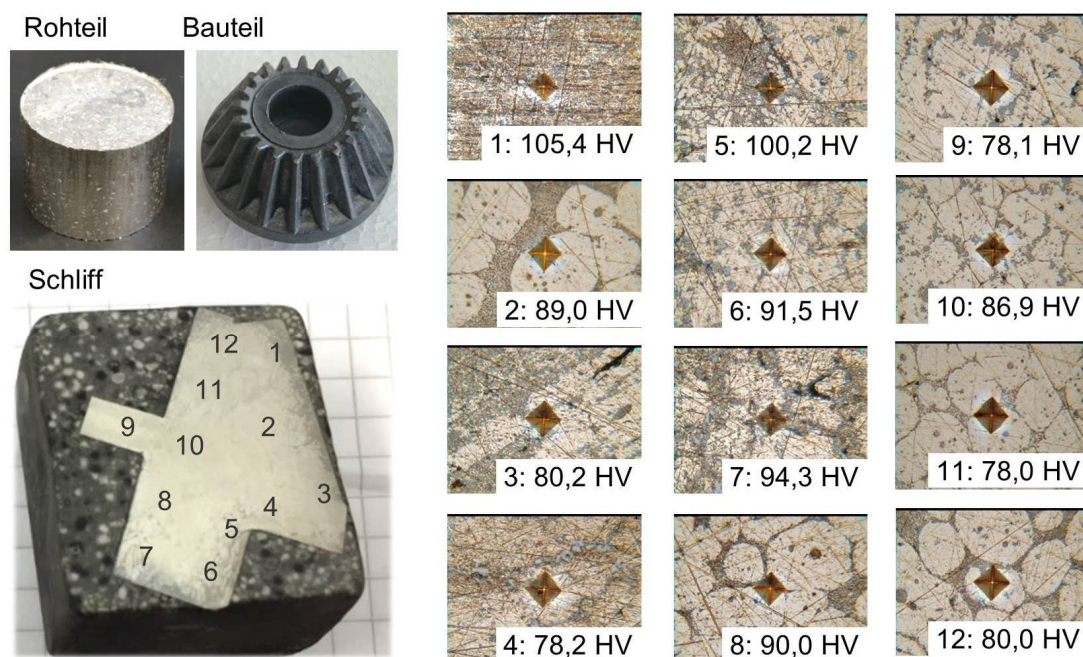 Rohteil
Bauteil
Schliff
12
1
11
2
9
10
8
3
4
5
7
6
1: 105,4 HV
5: 100,2 HV
9: 78,1 HV
2: 89,0 HV
6: 91,5 HV
10: 86,9 HV
3: 80,2 HV
7: 94,3 HV
11: 78,0 HV
4: 78,2 HV
8: 90,0 HV
12: 80,0 HV